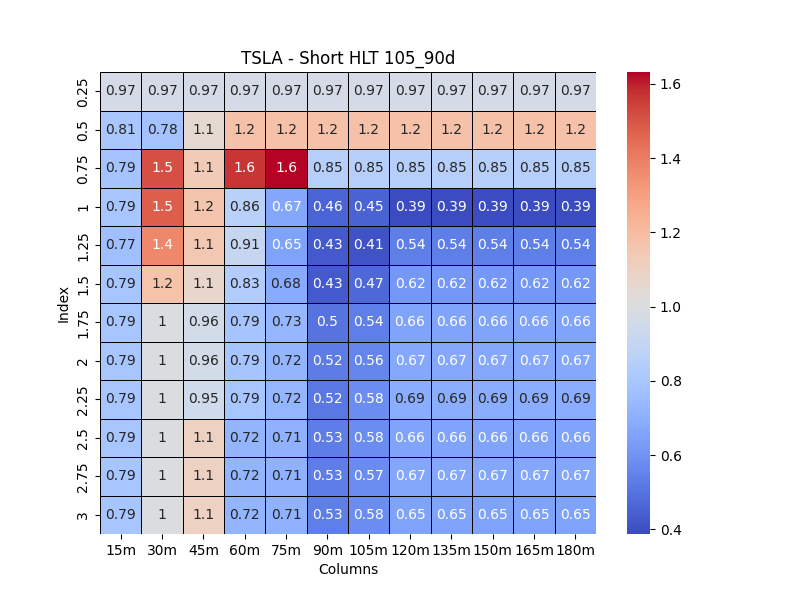 TSLA - Short HLT 105_90d
0.25 0.97 0.97 0.97 0.97 0.97 0.97 0.97 0.97 0.97 0.97 0.97 0.97
0.5 0.81 0.78 1.1 1.2 1.2 1.2 1.2 1.2 1.2 1.2 1.2 1.2
0.75 0.79 1.5 1.1 1.6 1.6 0.85 0.85 0.85 0.85 0.85 0.85 0.85
1 0.79 1.5 1.2 0.86 0.67 0.46 0.45 0.39 0.39 0.39 0.39 0.39
1.25 0.77 1.4 1.1 0.91 0.65 0.43 0.41 0.54 0.54 0.54 0.54 0.54
1.5 0.79 1.2 1.1 0.83 0.68 0.43 0.47 0.62 0.62 0.62 0.62 0.62
1.75 0.79 1 0.96 0.79 0.73 0.5 0.54 0.66 0.66 0.66 0.66 0.66
2 0.79 1 0.96 0.79 0.72 0.52 0.56 0.67 0.67 0.67 0.67 0.67
2.25 0.79 1 0.95 0.79 0.72 0.52 0.58 0.69 0.69 0.69 0.69 0.69
2.5 0.79 1 1.1 0.72 0.71 0.53 0.58 0.66 0.66 0.66 0.66 0.66
2.75 0.79 1 1.1 0.72 0.71 0.53 0.57 0.67 0.67 0.67 0.67 0.67
3 0.79 1 1.1 0.72 0.71 0.53 0.58 0.65 0.65 0.65 0.65 0.65
15m 30m 45m 60m 75m 90m 105m 120m 135m 150m 165m 180m
Columns
Index
1.6
1.4
1.2
1.0
0.8
0.6
0.4